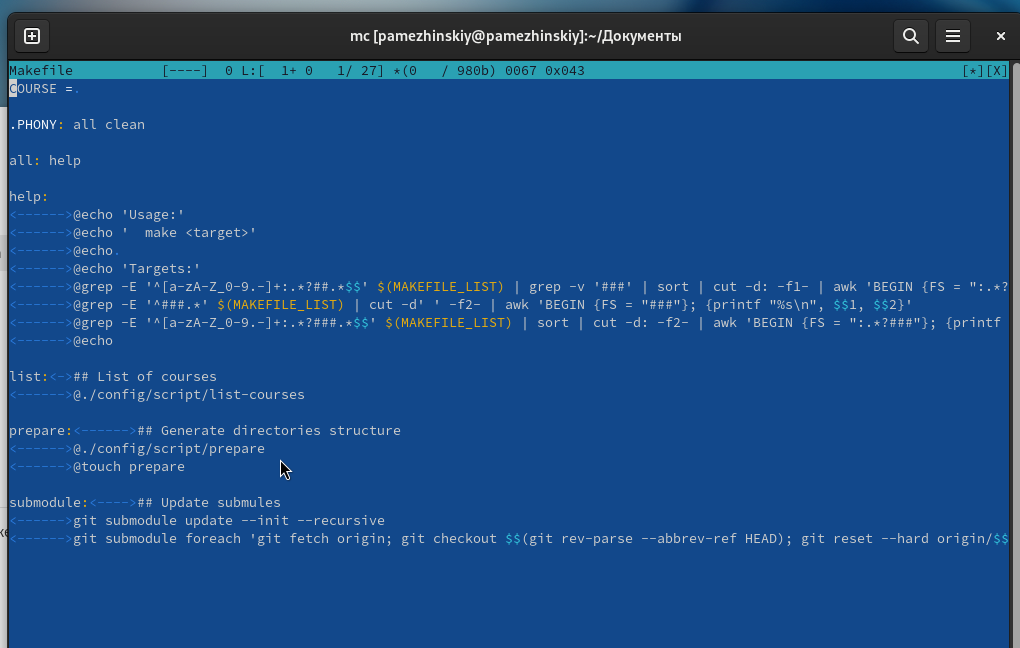 mc [pamezhinskiy@pamezhinskiy]:~/Документы
Makefile [----] 0 L:[ 1+ 0 1/ 27] *(0 / 980b) 0067 0x043 [*][X]
COURSE =.
.PHONY: all clean
all: help
help:
<------>@echo 'Usage:'
<------>@echo '  make <target>'
<------>@echo.
<------>@echo 'Targets:'
<------>@grep -E '^[a-zA-Z_0-9.-]+:.*?##.*$$' $(MAKEFILE_LIST) | grep -v '###' | sort | cut -d: -f1- | awk 'BEGIN {FS = ":.*?
<------>@grep -E '^###.*' $(MAKEFILE_LIST) | cut -d' ' -f2- | awk 'BEGIN {FS = "###"}; {printf "%s\n", $$1, $$2}'
<------>@grep -E '^[a-zA-Z_0-9.-]+:.*?###.*$$' $(MAKEFILE_LIST) | sort | cut -d: -f2- | awk 'BEGIN {FS = ":.*?###"}; {printf
<------>@echo
list:<->## List of courses
<------>@./config/script/list-courses
prepare:<------>## Generate directories structure
<------>@./config/script/prepare
<------>@touch prepare
submodule:<---->## Update submules
<------>git submodule update --init --recursive
<------>git submodule foreach 'git fetch origin; git checkout $$(git rev-parse --abbrev-ref HEAD); git reset --hard origin/$$